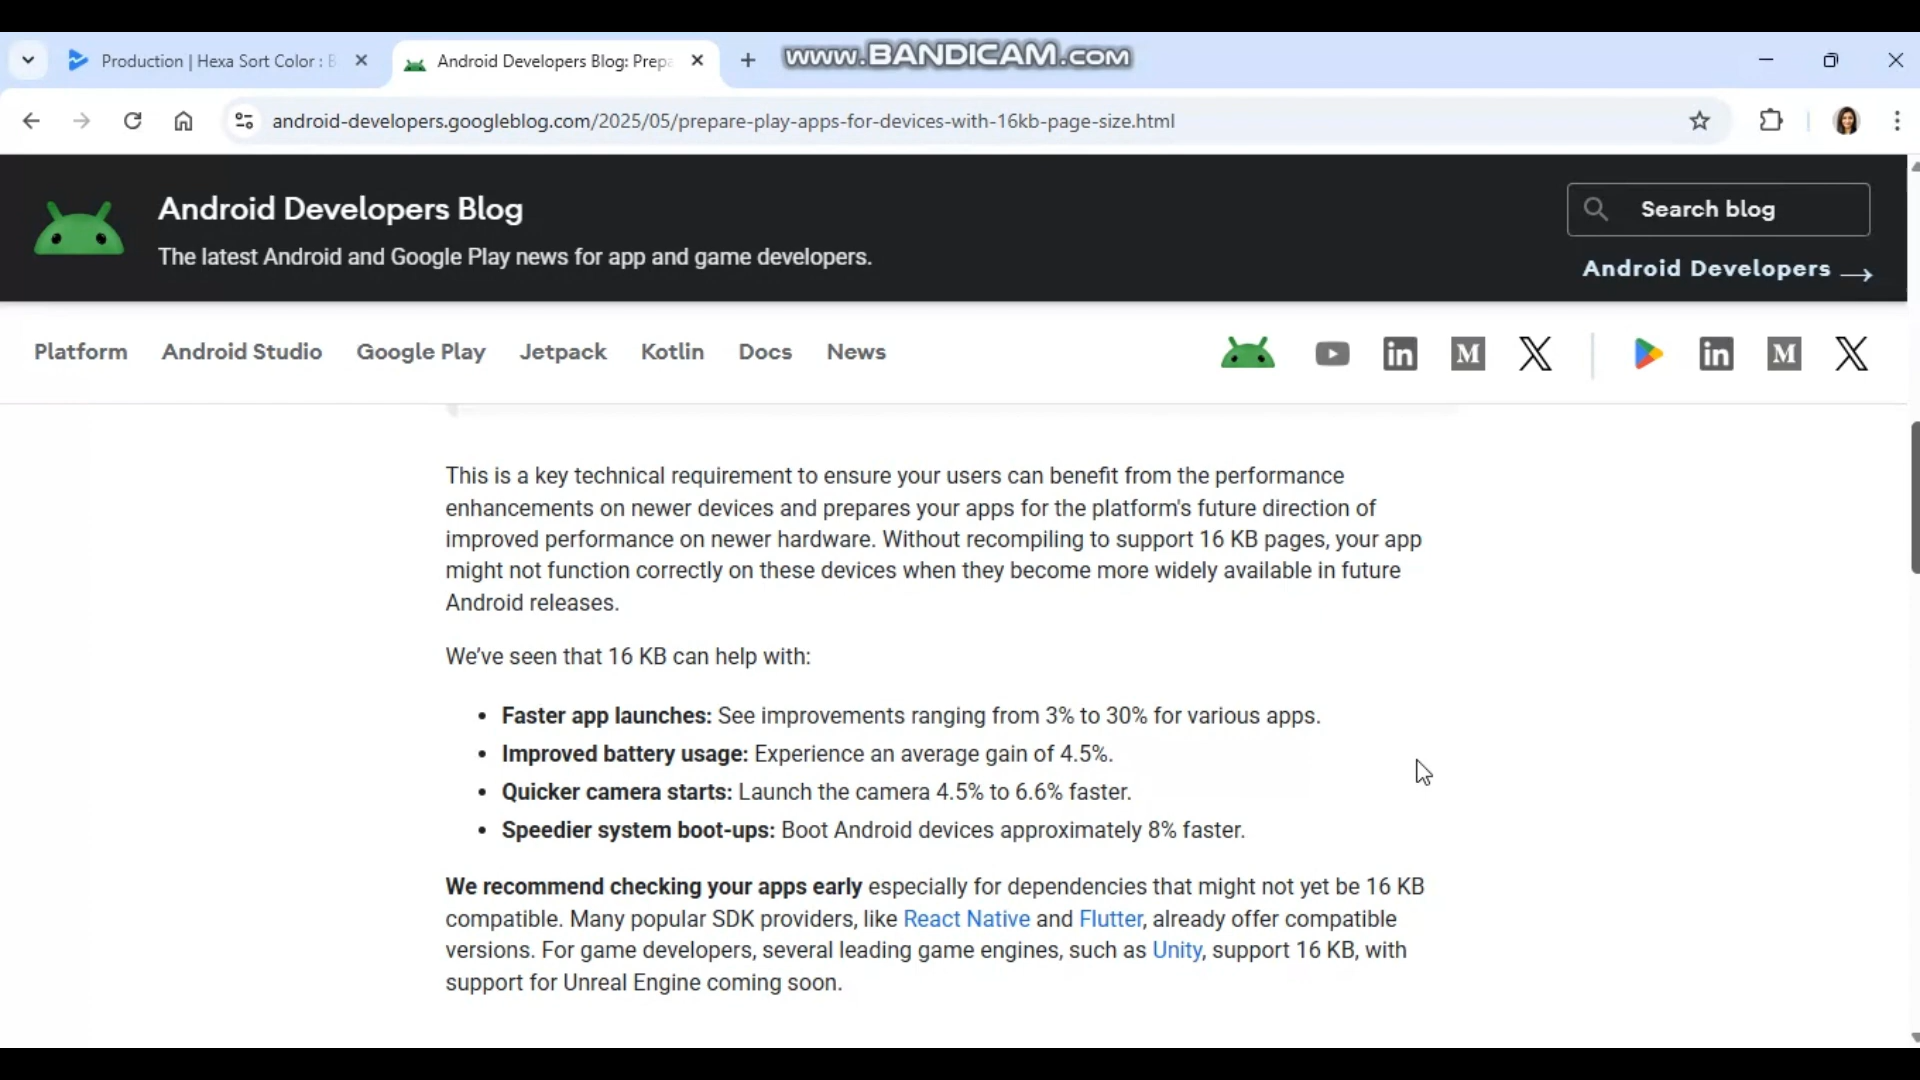 Production | Hexa Sort Color : B
Android Developers Blog: Prepa
www.BANDICAM.com
android-developers.googleblog.com/2025/05/prepare-play-apps-for-devices-with-16kb-page-size.html
Android Developers Blog
The latest Android and Google Play news for app and game developers.
Search blog
Android Developers
Platform Android Studio Google Play Jetpack Kotlin Docs News
This is a key technical requirement to ensure your users can benefit from the performance
enhancements on newer devices and prepares your apps for the platform's future direction of
improved performance on newer hardware. Without recompiling to support 16 KB pages, your app
might not function correctly on these devices when they become more widely available in future
Android releases.
We’ve seen that 16 KB can help with:
• Faster app launches: See improvements ranging from 3% to 30% for various apps.
• Improved battery usage: Experience an average gain of 4.5%.
• Quicker camera starts: Launch the camera 4.5% to 6.6% faster.
• Speedier system boot-ups: Boot Android devices approximately 8% faster.
We recommend checking your apps early especially for dependencies that might not yet be 16 KB
compatible. Many popular SDK providers, like React Native and Flutter, already offer compatible
versions. For game developers, several leading game engines, such as Unity, support 16 KB, with
support for Unreal Engine coming soon.